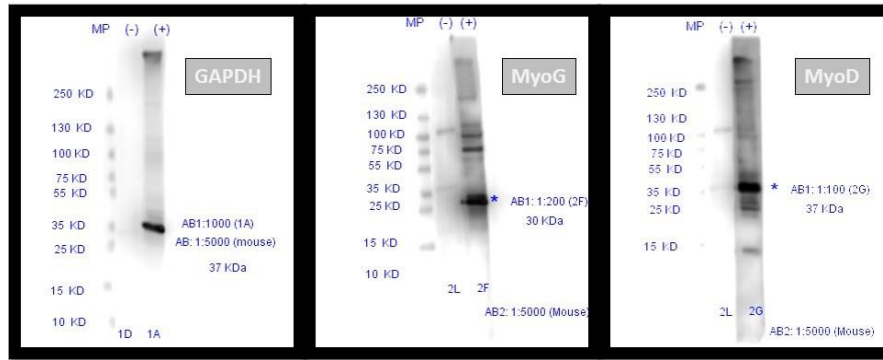 MP (-) (+)
GAPDH
250 KD
130 KD
100 KD
75 KD
55 KD
35 KD
AB1:1000 (1A)
AB: 1:5000 (mouse)
25 KD
37 KDa
15 KD
10 KD
1D 1A
MP (-) (+)
MyoG
250 KD
130 KD
100 KD
75 KD
55 KD
35 KD
* AB1: 1:200 (2F)
25 KD
30 KDa
15 KD
10 KD
2L 2F
AB2: 1:5000 (Mouse)
MP (-) (+)
MyoD
250 KD
130 KD
100 KD
75 KD
55 KD
35 KD
* AB1: 1:100 (2G)
25 KD
37 KDa
15 KD
2L 2G
AB2: 1:5000 (Mouse)